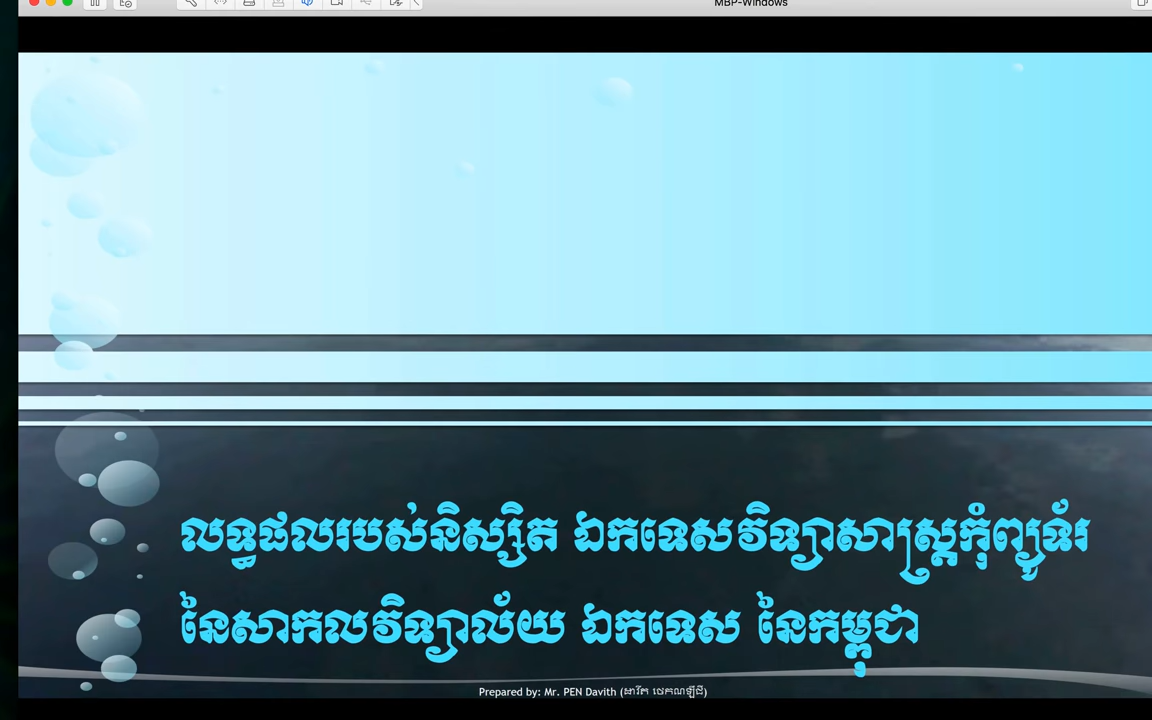 MBP-Windows
លទ្ធផលរបស់និស្សិត ឯកទេសវិទ្យាសាស្រ្តកុំព្យូទ័រ
នៃសាកលវិទ្យាល័យ ឯកទេស នៃកម្ពុជា
Prepared by: Mr. PEN Davith